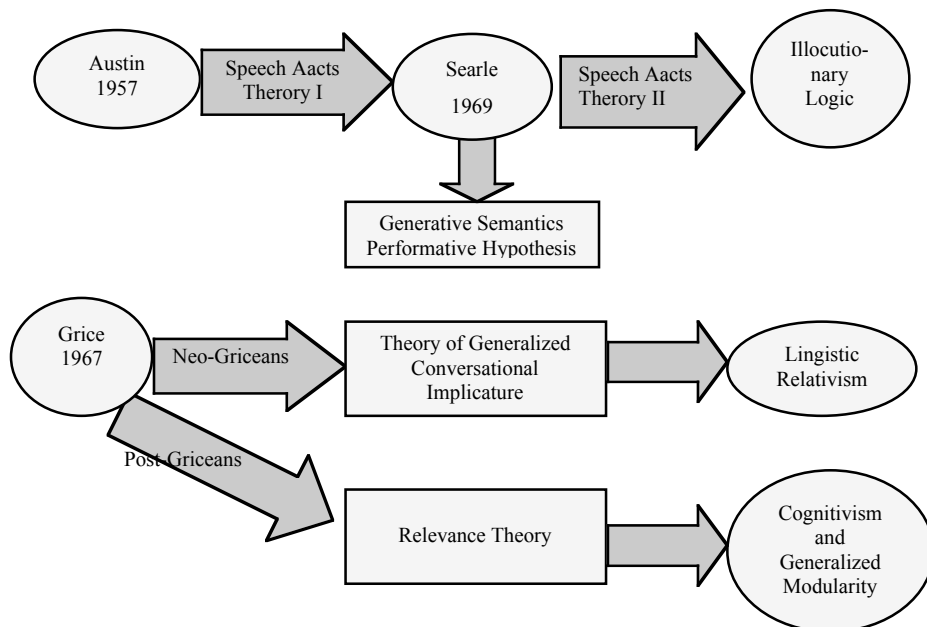 Austin
1957
Speech Aacts
Therory I
Searle
1969
Speech Aacts
Therory II
Illocutio-
nary
Logic
Generative Semantics
Performative Hypothesis
Grice
1967
Neo-Griceans
Theory of Generalized
Conversational
Implicature
Lingistic
Relativism
Post-Griceans
Relevance Theory
Cognitivism
and
Generalized
Modularity